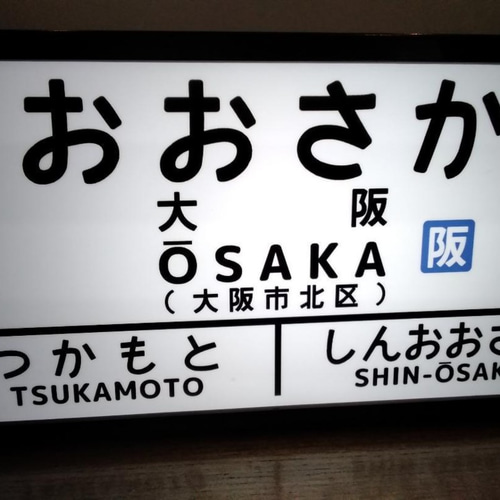 おおさか
大阪
ŌSAKA
阪
(大阪市北区)
つかもと
TSUKAMOTO
しんおおさ
SHIN-ŌSAK